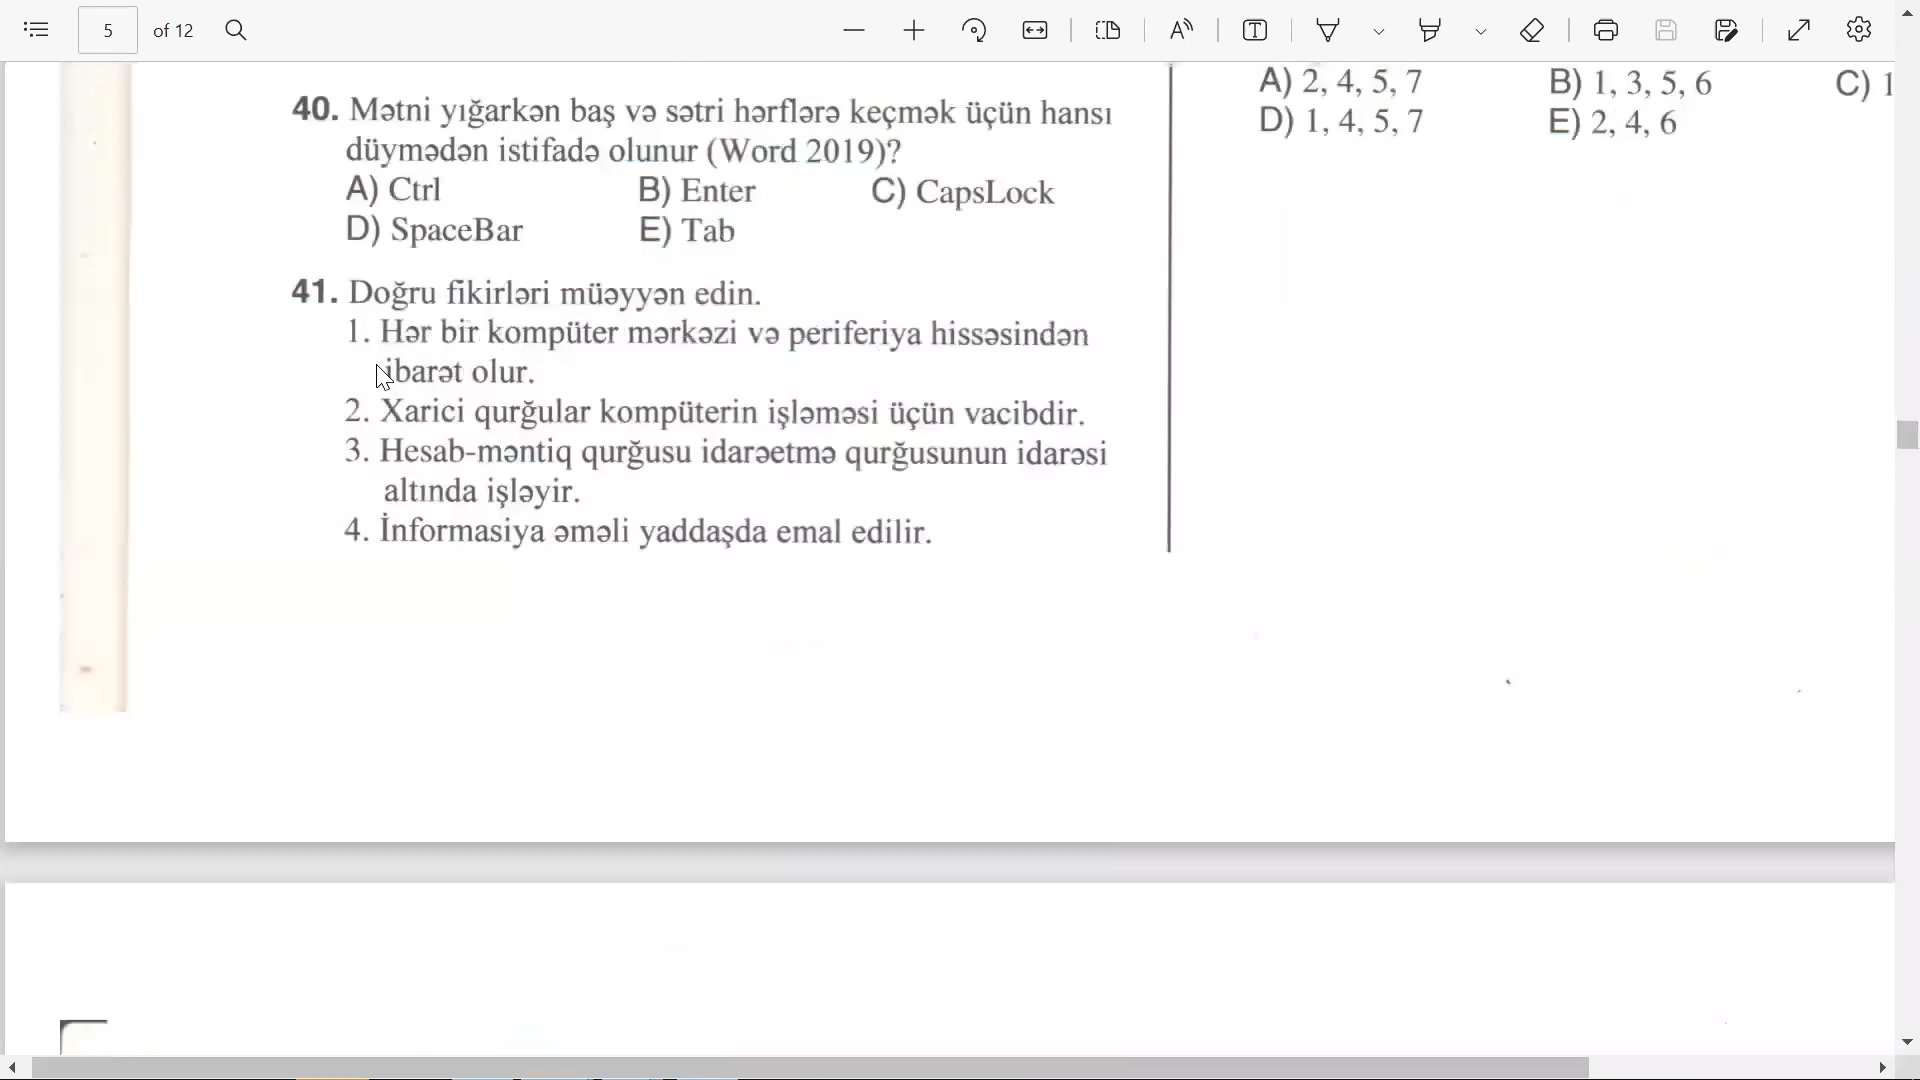 5 of 12
40. Mətni yığarkən baş və sətri hərflərə keçmək üçün hansı
düymədən istifadə olunur (Word 2019)?
A) Ctrl B) Enter C) CapsLock
D) SpaceBar E) Tab
41. Doğru fikirləri müəyyən edin.
1. Hər bir kompüter mərkəzi və periferiya hissəsindən
ibarət olur.
2. Xarici qurğular kompüterin işləməsi üçün vacibdir.
3. Hesab-məntiq qurğusu idarəetmə qurğusunun idarəsi
altında işləyir.
4. İnformasiya əməli yaddaşda emal edilir.
A) 2, 4, 5, 7 B) 1, 3, 5, 6 C) 1
D) 1, 4, 5, 7 E) 2, 4, 6